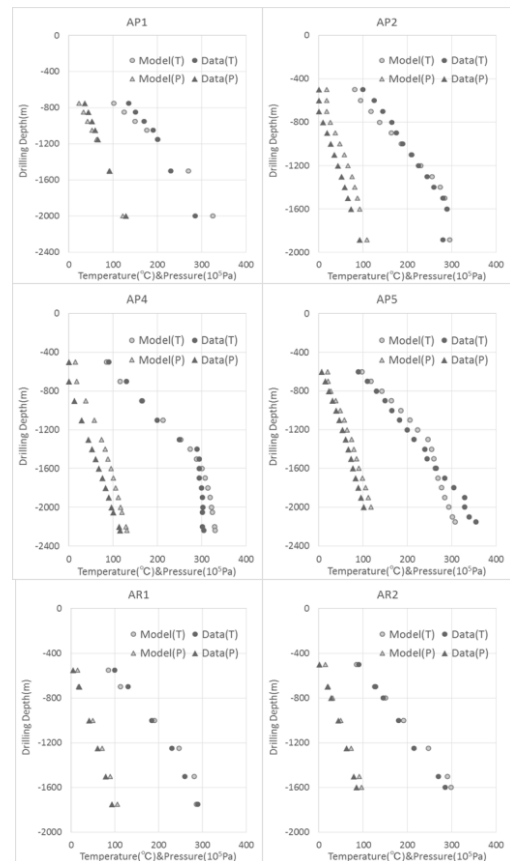 AP1
0
-400
-800
-1200
-1600
-2000
-2400
Drilling Depth(m)
Model(T) Data(T)
Model(P) Data(P)
0 100 200 300 400
Temperature(℃)&Pressure(10⁵Pa)
AP2
0
-400
-800
-1200
-1600
-2000
Drilling Depth(m)
Model(T) Data(T)
Model(P) Data(P)
0 100 200 300 400
Temperature(℃)&Pressure(10⁵Pa)
AP4
0
-400
-800
-1200
-1600
-2000
-2400
Drilling Depth(m)
Model(T) Data(T)
Model(P) Data(P)
0 100 200 300 400
Temperature(℃)&Pressure(10⁵Pa)
AP5
0
-400
-800
-1200
-1600
-2000
-2400
Drilling Depth(m)
Model(T) Data(T)
Model(P) Data(P)
0 100 200 300 400
Temperature(℃)&Pressure(10⁵Pa)
AR1
0
-400
-800
-1200
-1600
-2000
Drilling Depth(m)
Model(T) Data(T)
Model(P) Data(P)
0 100 200 300 400
Temperature(℃)&Pressure(10⁵Pa)
AR2
0
-400
-800
-1200
-1600
-2000
Drilling Depth(m)
Model(T) Data(T)
Model(P) Data(P)
0 100 200 300 400
Temperature(℃)&Pressure(10⁵Pa)